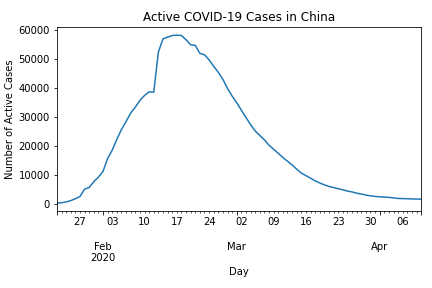 Active COVID-19 Cases in China
60000
50000
40000
30000
20000
10000
0
Number of Active Cases
27 03 10 17 24 02 09 16 23 30 06
Feb Mar Apr
2020
Day